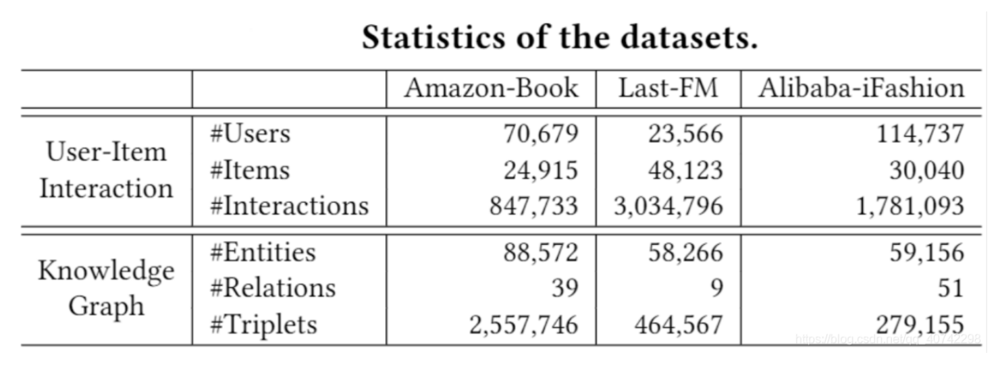 Statistics of the datasets.
Amazon-Book Last-FM Alibaba-iFashion
User-Item Interaction
#Users 70,679 23,566 114,737
#Items 24,915 48,123 30,040
#Interactions 847,733 3,034,796 1,781,093
Knowledge Graph
#Entities 88,572 58,266 59,156
#Relations 39 9 51
#Triplets 2,557,746 464,567 279,155
https://blog.csdn.net/qq_40742298